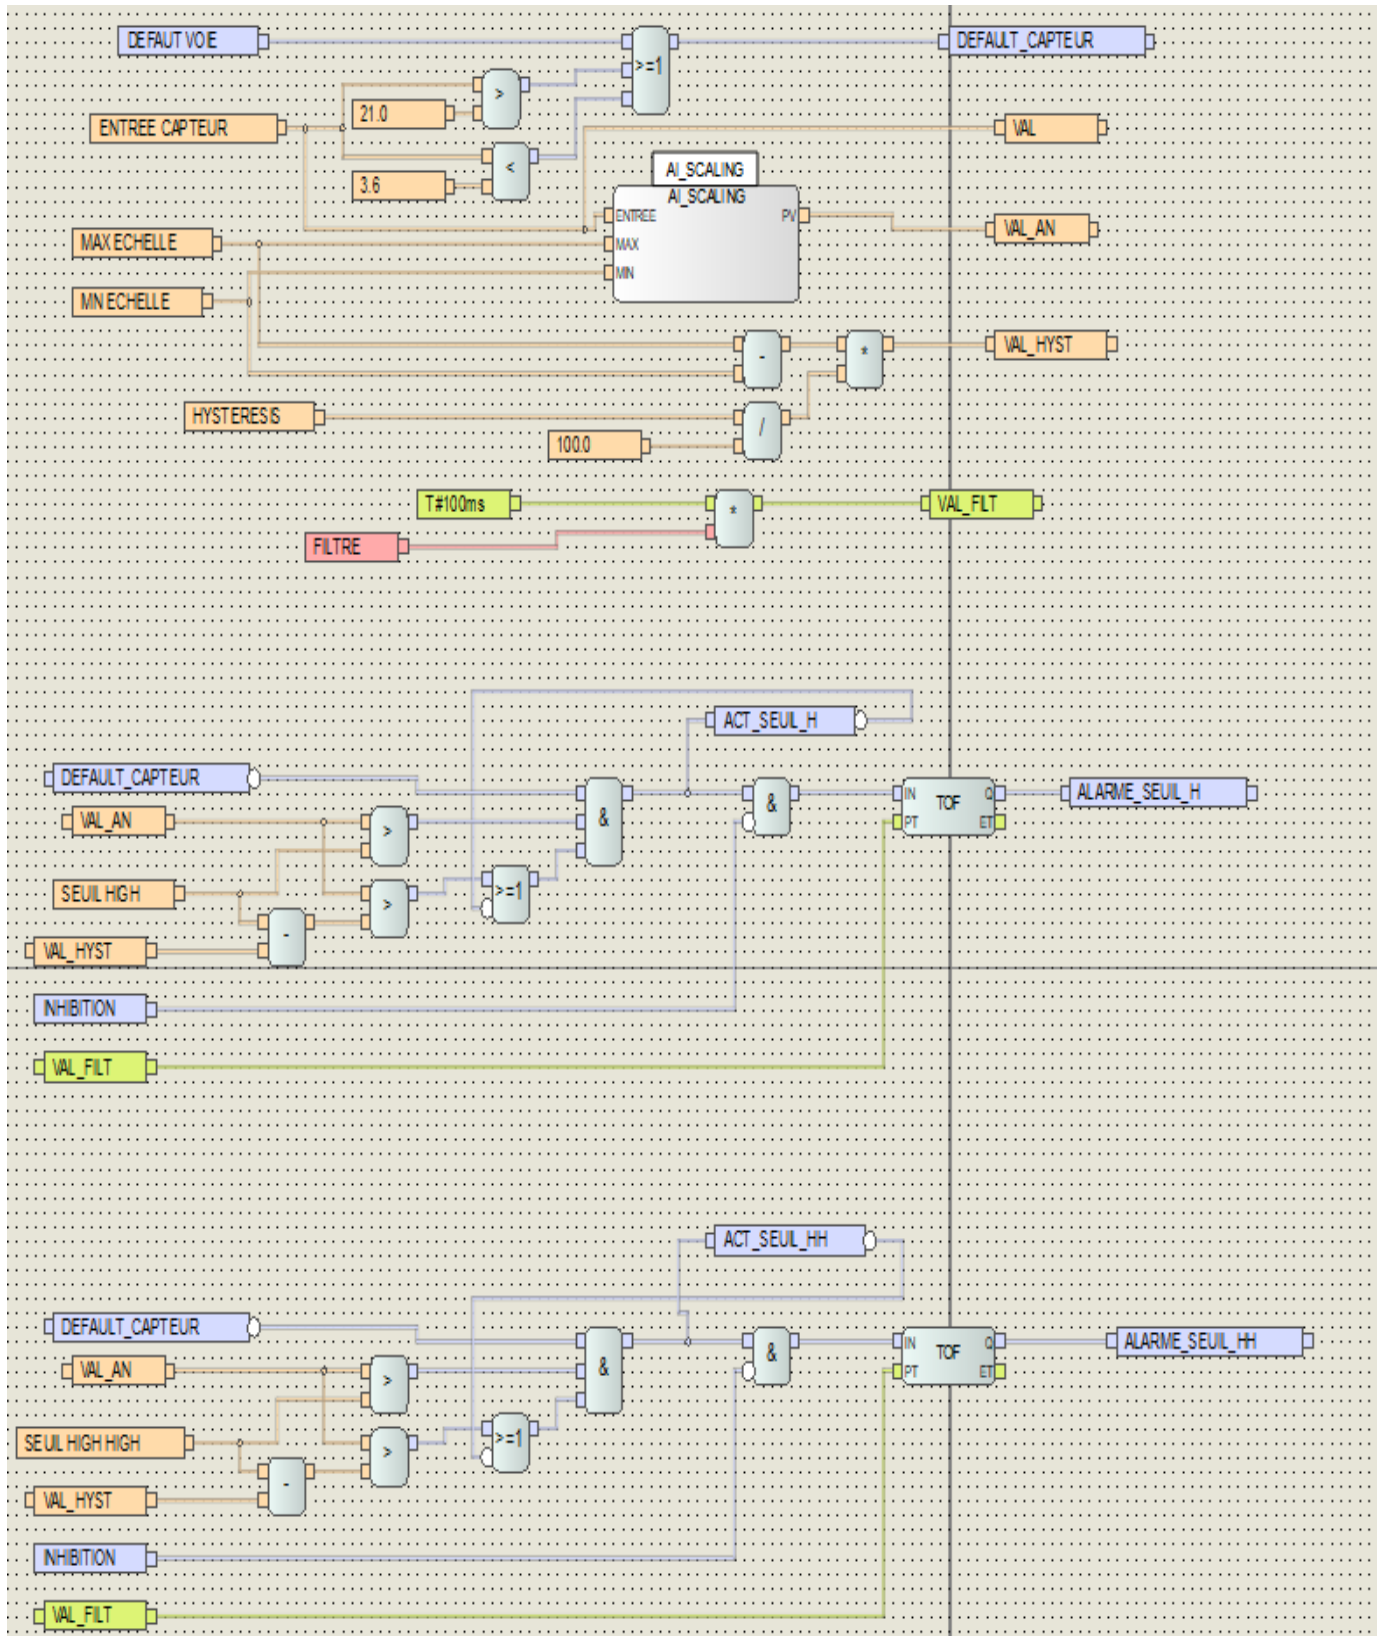 DEFAUT VOIE
DEFAULT_CAPTEUR
>=1
>
21.0
ENTREE CAPTEUR
VAL
<
3.6
AI_SCALING
AI_SCALING
ENTREE
PV
VAL_AN
MAX ECHELLE
MAX
MIN
MN ECHELLE
VAL_HYST
-
*
HYSTERESIS
/
100.0
T#100ms
*
VAL_FILT
FILTRE
ACT_SEUIL_H
DEFAULT_CAPTEUR
IN
TOF
Q
ALARME_SEUIL_H
&
&
VAL_AN
>
PT
ET
SEUIL HIGH
>
>=1
-
VAL_HYST
INHIBITION
VAL_FILT
ACT_SEUIL_HH
DEFAULT_CAPTEUR
IN
TOF
Q
ALARME_SEUIL_HH
&
&
VAL_AN
>
PT
ET
SEUIL HIGH HIGH
>
>=1
-
VAL_HYST
INHIBITION
VAL_FILT